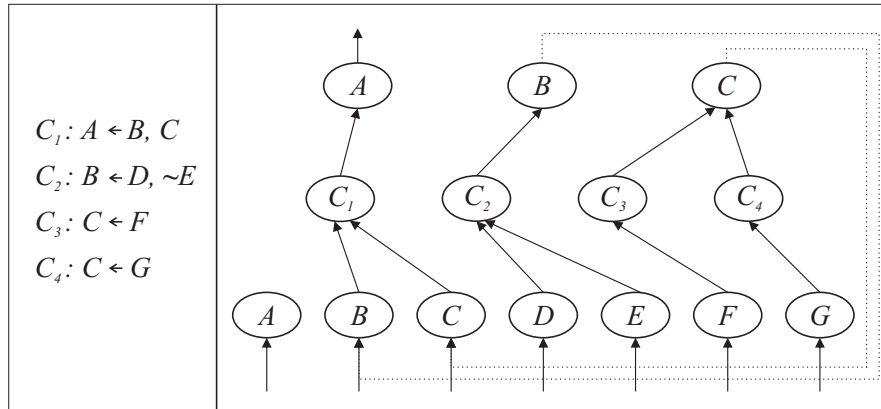 C₁: A ← B, C
C₂: B ← D, ~E
C₃: C ← F
C₄: C ← G
A B C
C₁ C₂ C₃ C₄
A B C D E F G